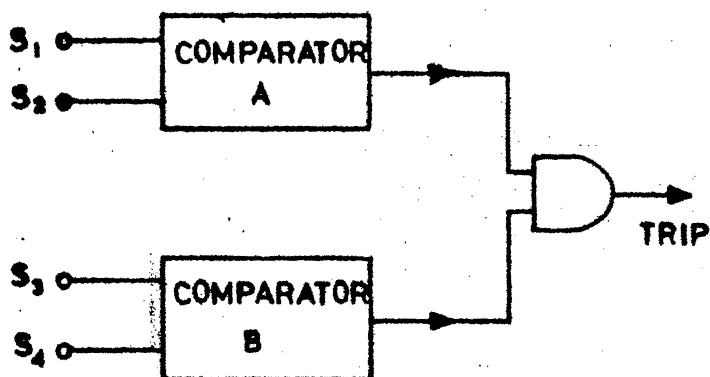 S₁
COMPARATOR
A
S₂
TRIP
S₃
COMPARATOR
B
S₄